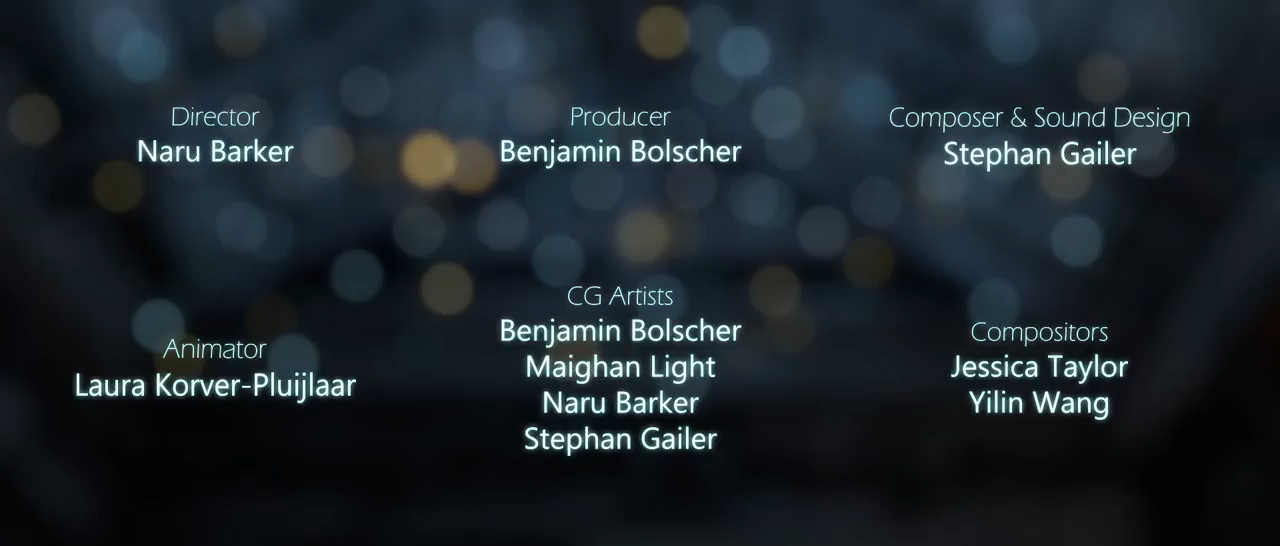 Director
Naru Barker
Producer
Benjamin Bolscher
Composer & Sound Design
Stephan Gailer
Animator
Laura Korver-Pluijlaar
CG Artists
Benjamin Bolscher
Maighan Light
Naru Barker
Stephan Gailer
Compositors
Jessica Taylor
Yilin Wang